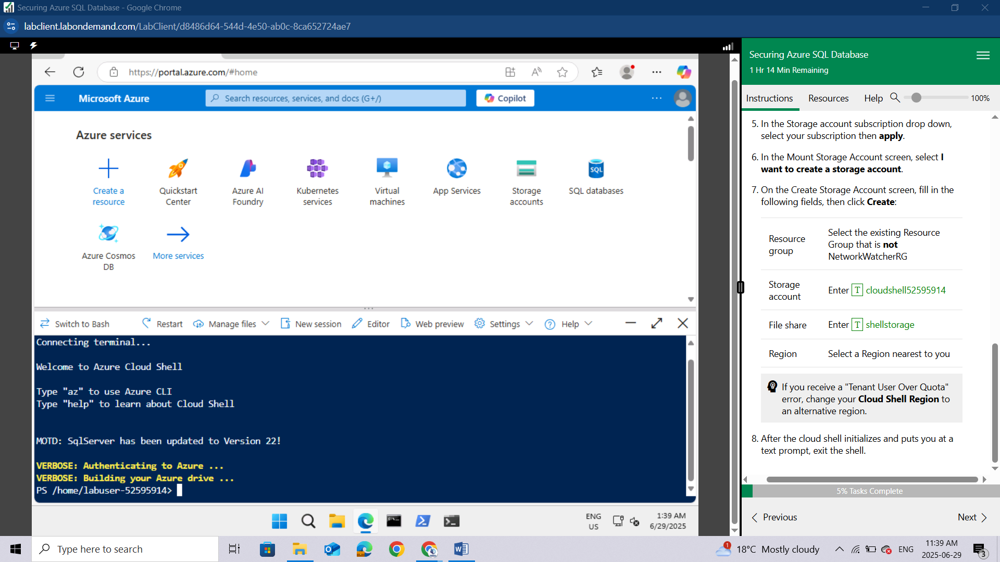 Securing Azure SQL Database - Google Chrome
labclient.labondemand.com/LabClient/d8486d64-544d-4e50-ab0c-8ca652724ae7
https://portal.azure.com/#home
Microsoft Azure
Search resources, services, and docs (G+/)
Copilot
Azure services
Create a resource
Quickstart Center
Azure AI Foundry
Kubernetes services
Virtual machines
App Services
Storage accounts
SQL databases
Azure Cosmos DB
More services
Switch to Bash
Restart
Manage files
New session
Editor
Web preview
Settings
Help
Connecting terminal...
Welcome to Azure Cloud Shell
Type "az" to use Azure CLI
Type "help" to learn about Cloud Shell
MOTD: SqlServer has been updated to Version 22!
VERBOSE: Authenticating to Azure ...
VERBOSE: Building your Azure drive ...
PS /home/labuser-52595914>
ENG
US
1:39 AM
6/29/2025
Securing Azure SQL Database
1 Hr 14 Min Remaining
Instructions
Resources
Help
100%
5. In the Storage account subscription drop down,
select your subscription then apply.
6. In the Mount Storage Account screen, select I
want to create a storage account.
7. On the Create Storage Account screen, fill in the
following fields, then click Create:
Resource group
Select the existing Resource
Group that is not
NetworkWatcherRG
Storage account
Enter T cloudshell52595914
File share
Enter T shellstorage
Region
Select a Region nearest to you
If you receive a "Tenant User Over Quota"
error, change your Cloud Shell Region to
an alternative region.
8. After the cloud shell initializes and puts you at a
text prompt, exit the shell.
5% Tasks Complete
Previous
Next
Type here to search
1
18°C Mostly cloudy
ENG
11:39 AM
2025-06-29
3